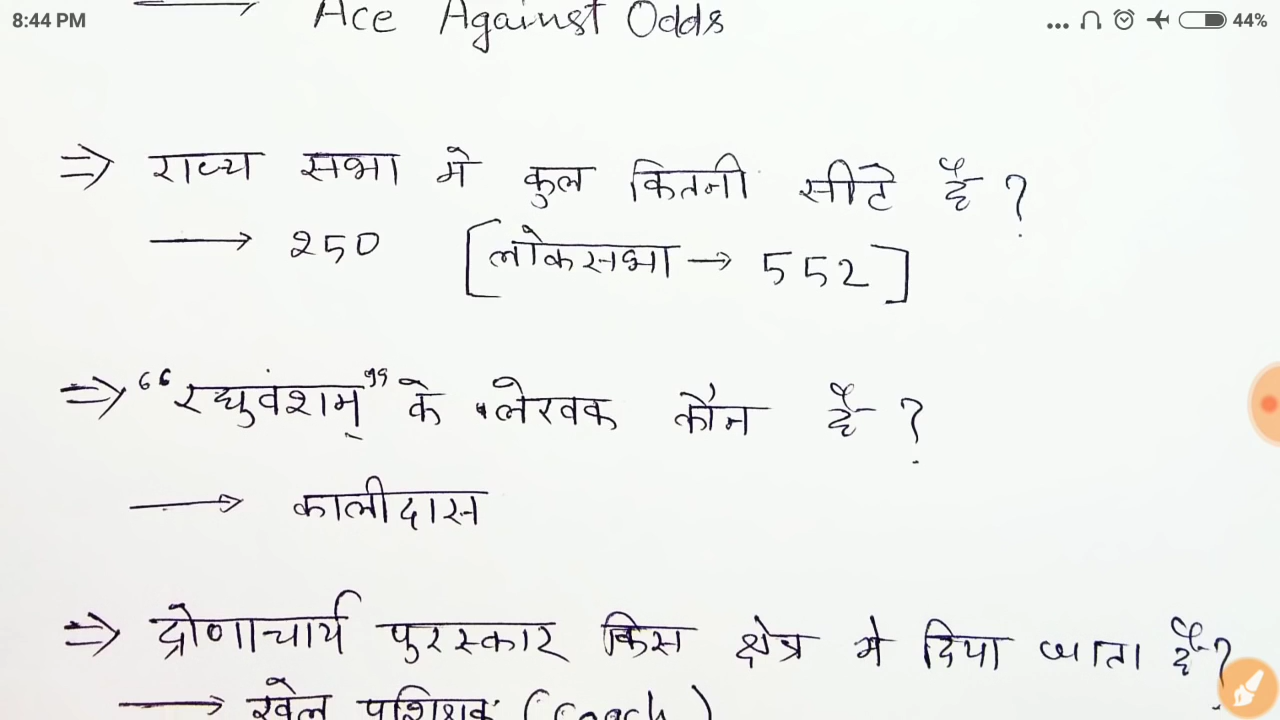 8:44 PM ... 44%
→ Ace Against Odds
⇒ राज्य सभा मे कुल कितनी सीटे है ?
→ 250 [लोकसभा → 552]
⇒ “रघुवंशम्” के लेखक कौन है ?
→ कालीदास
⇒ द्रोणाचार्य पुरस्कार किस क्षेत्र मे दिया जाता है ?
→ खेल प्रशिक्षक (Coach)